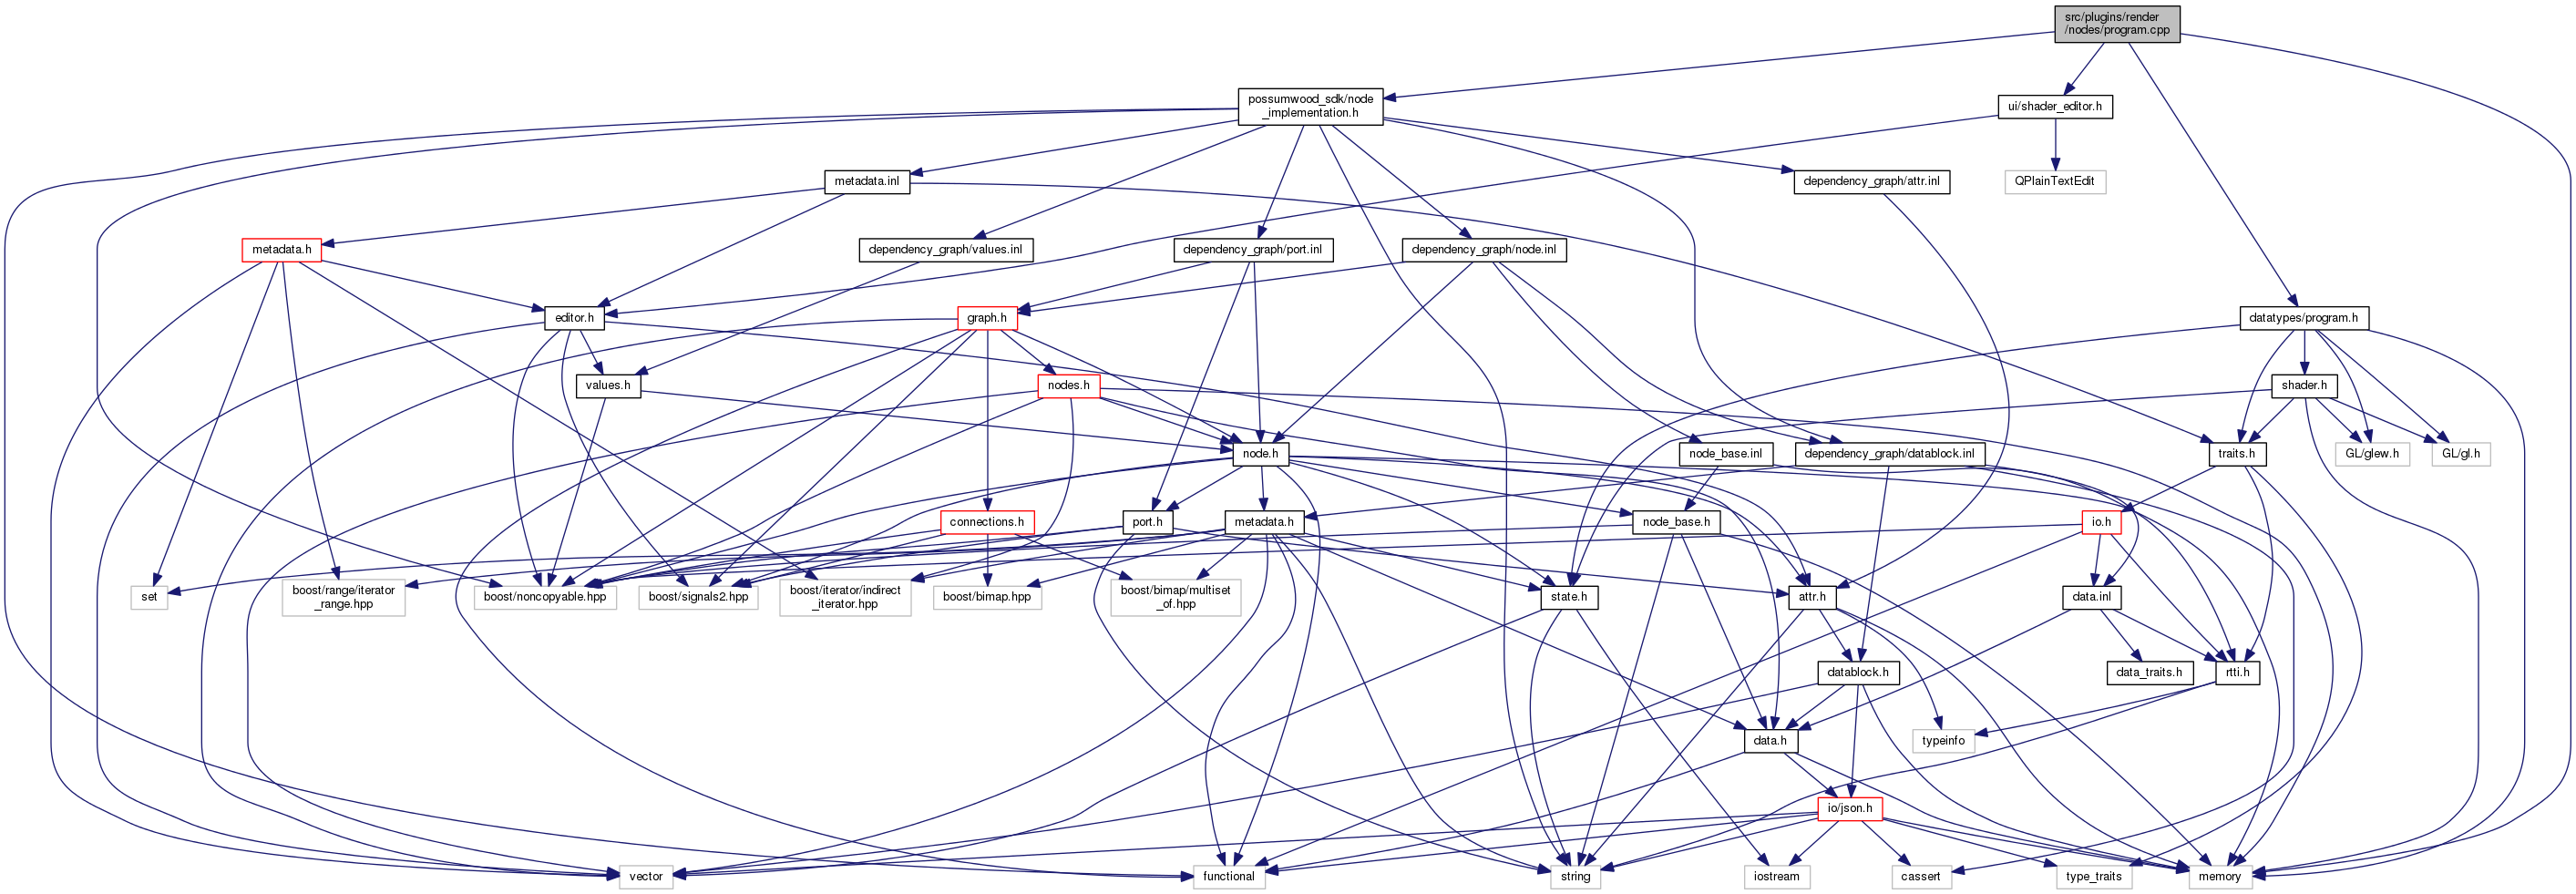 src/plugins/render
/nodes/program.cpp
possumwood_sdk/node
_implementation.h
ui/shader_editor.h
metadata.inl
dependency_graph/attr.inl
QPlainTextEdit
metadata.h
dependency_graph/values.inl
dependency_graph/port.inl
dependency_graph/node.inl
editor.h
graph.h
datatypes/program.h
values.h
nodes.h
shader.h
node.h
node_base.inl
dependency_graph/datablock.inl
traits.h
GL/glew.h
GL/gl.h
connections.h
port.h
metadata.h
node_base.h
io.h
set
boost/range/iterator
_range.hpp
boost/noncopyable.hpp
boost/signals2.hpp
boost/iterator/indirect
_iterator.hpp
boost/bimap.hpp
boost/bimap/multiset
_of.hpp
state.h
attr.h
data.inl
datablock.h
data_traits.h
rtti.h
data.h
typeinfo
io/json.h
vector
functional
string
iostream
cassert
type_traits
memory